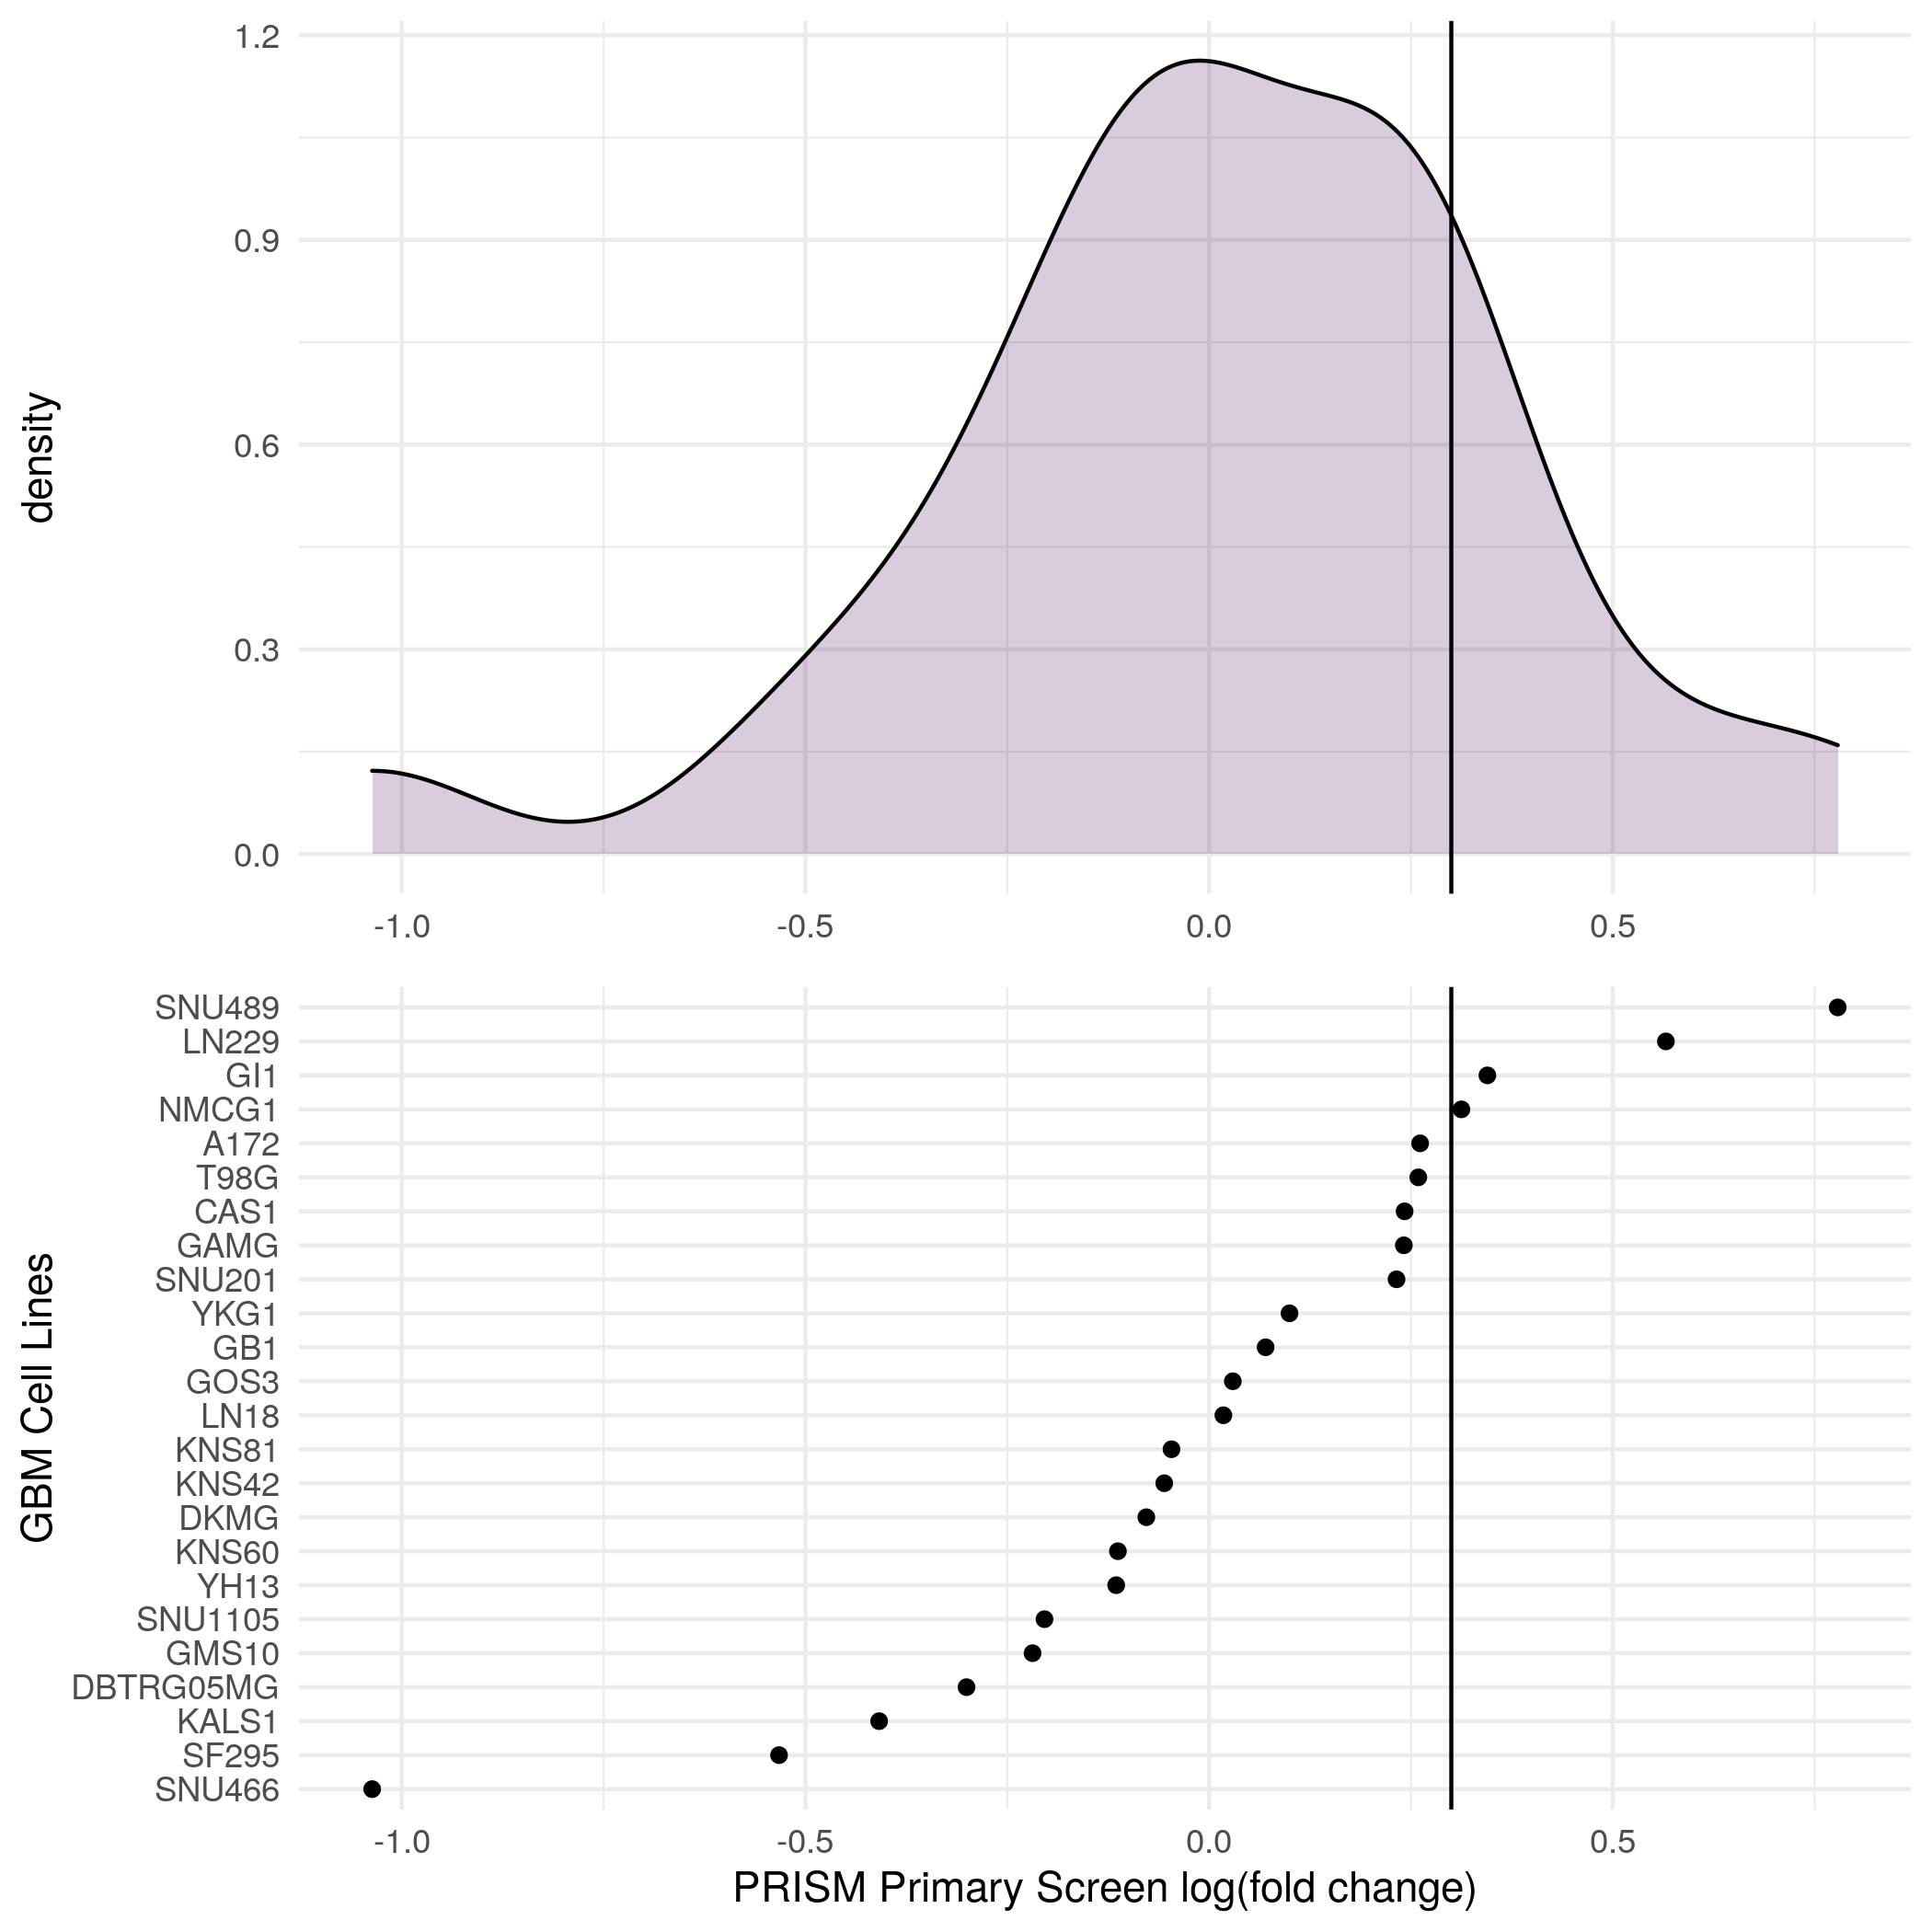 density
1.2
0.9
0.6
0.3
0.0
-1.0 -0.5 0.0 0.5
GBM Cell Lines
SNU489
LN229
GI1
NMCG1
A172
T98G
CAS1
GAMG
SNU201
YKG1
GB1
GOS3
LN18
KNS81
KNS42
DKMG
KNS60
YH13
SNU1105
GMS10
DBTRG05MG
KALS1
SF295
SNU466
-1.0 -0.5 0.0 0.5
PRISM Primary Screen log(fold change)